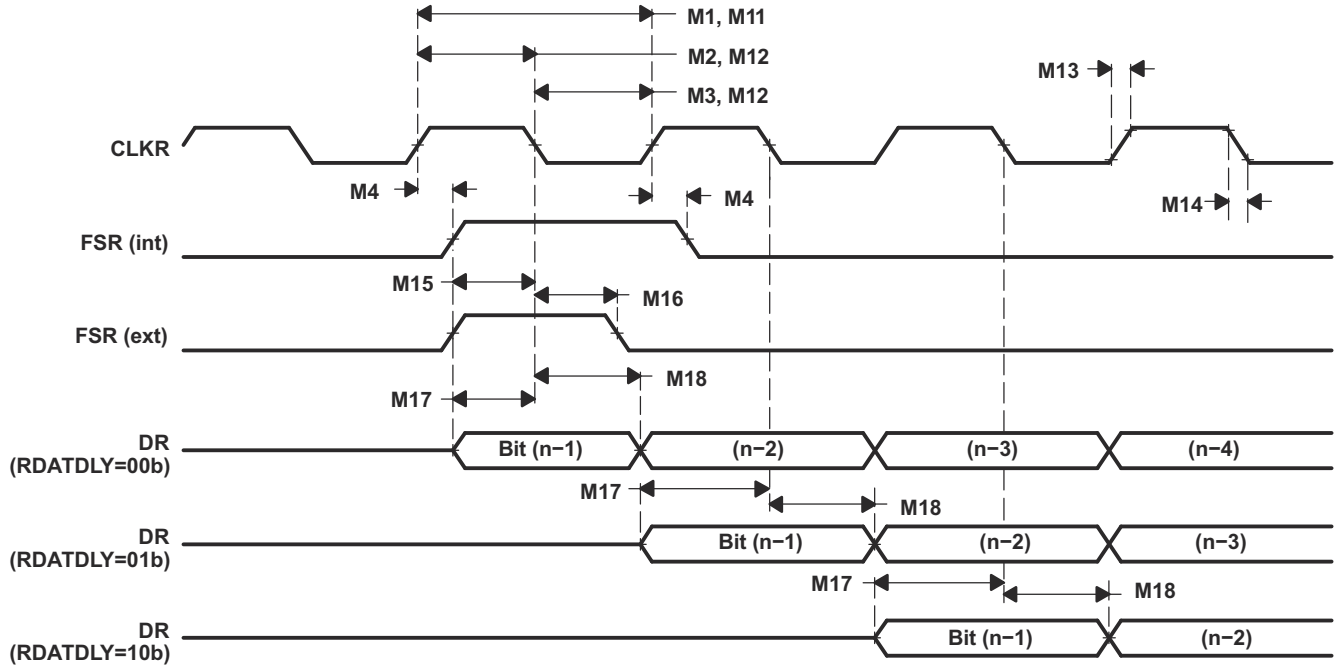 M1, M11
M2, M12
M3, M12
M13
CLKR
M4
M4
M14
FSR (int)
M15
M16
FSR (ext)
M18
M17
DR
(RDATDLY=00b)
Bit (n−1)
(n−2)
(n−3)
(n−4)
M17
M18
DR
(RDATDLY=01b)
Bit (n−1)
(n−2)
(n−3)
M17
M18
DR
(RDATDLY=10b)
Bit (n−1)
(n−2)